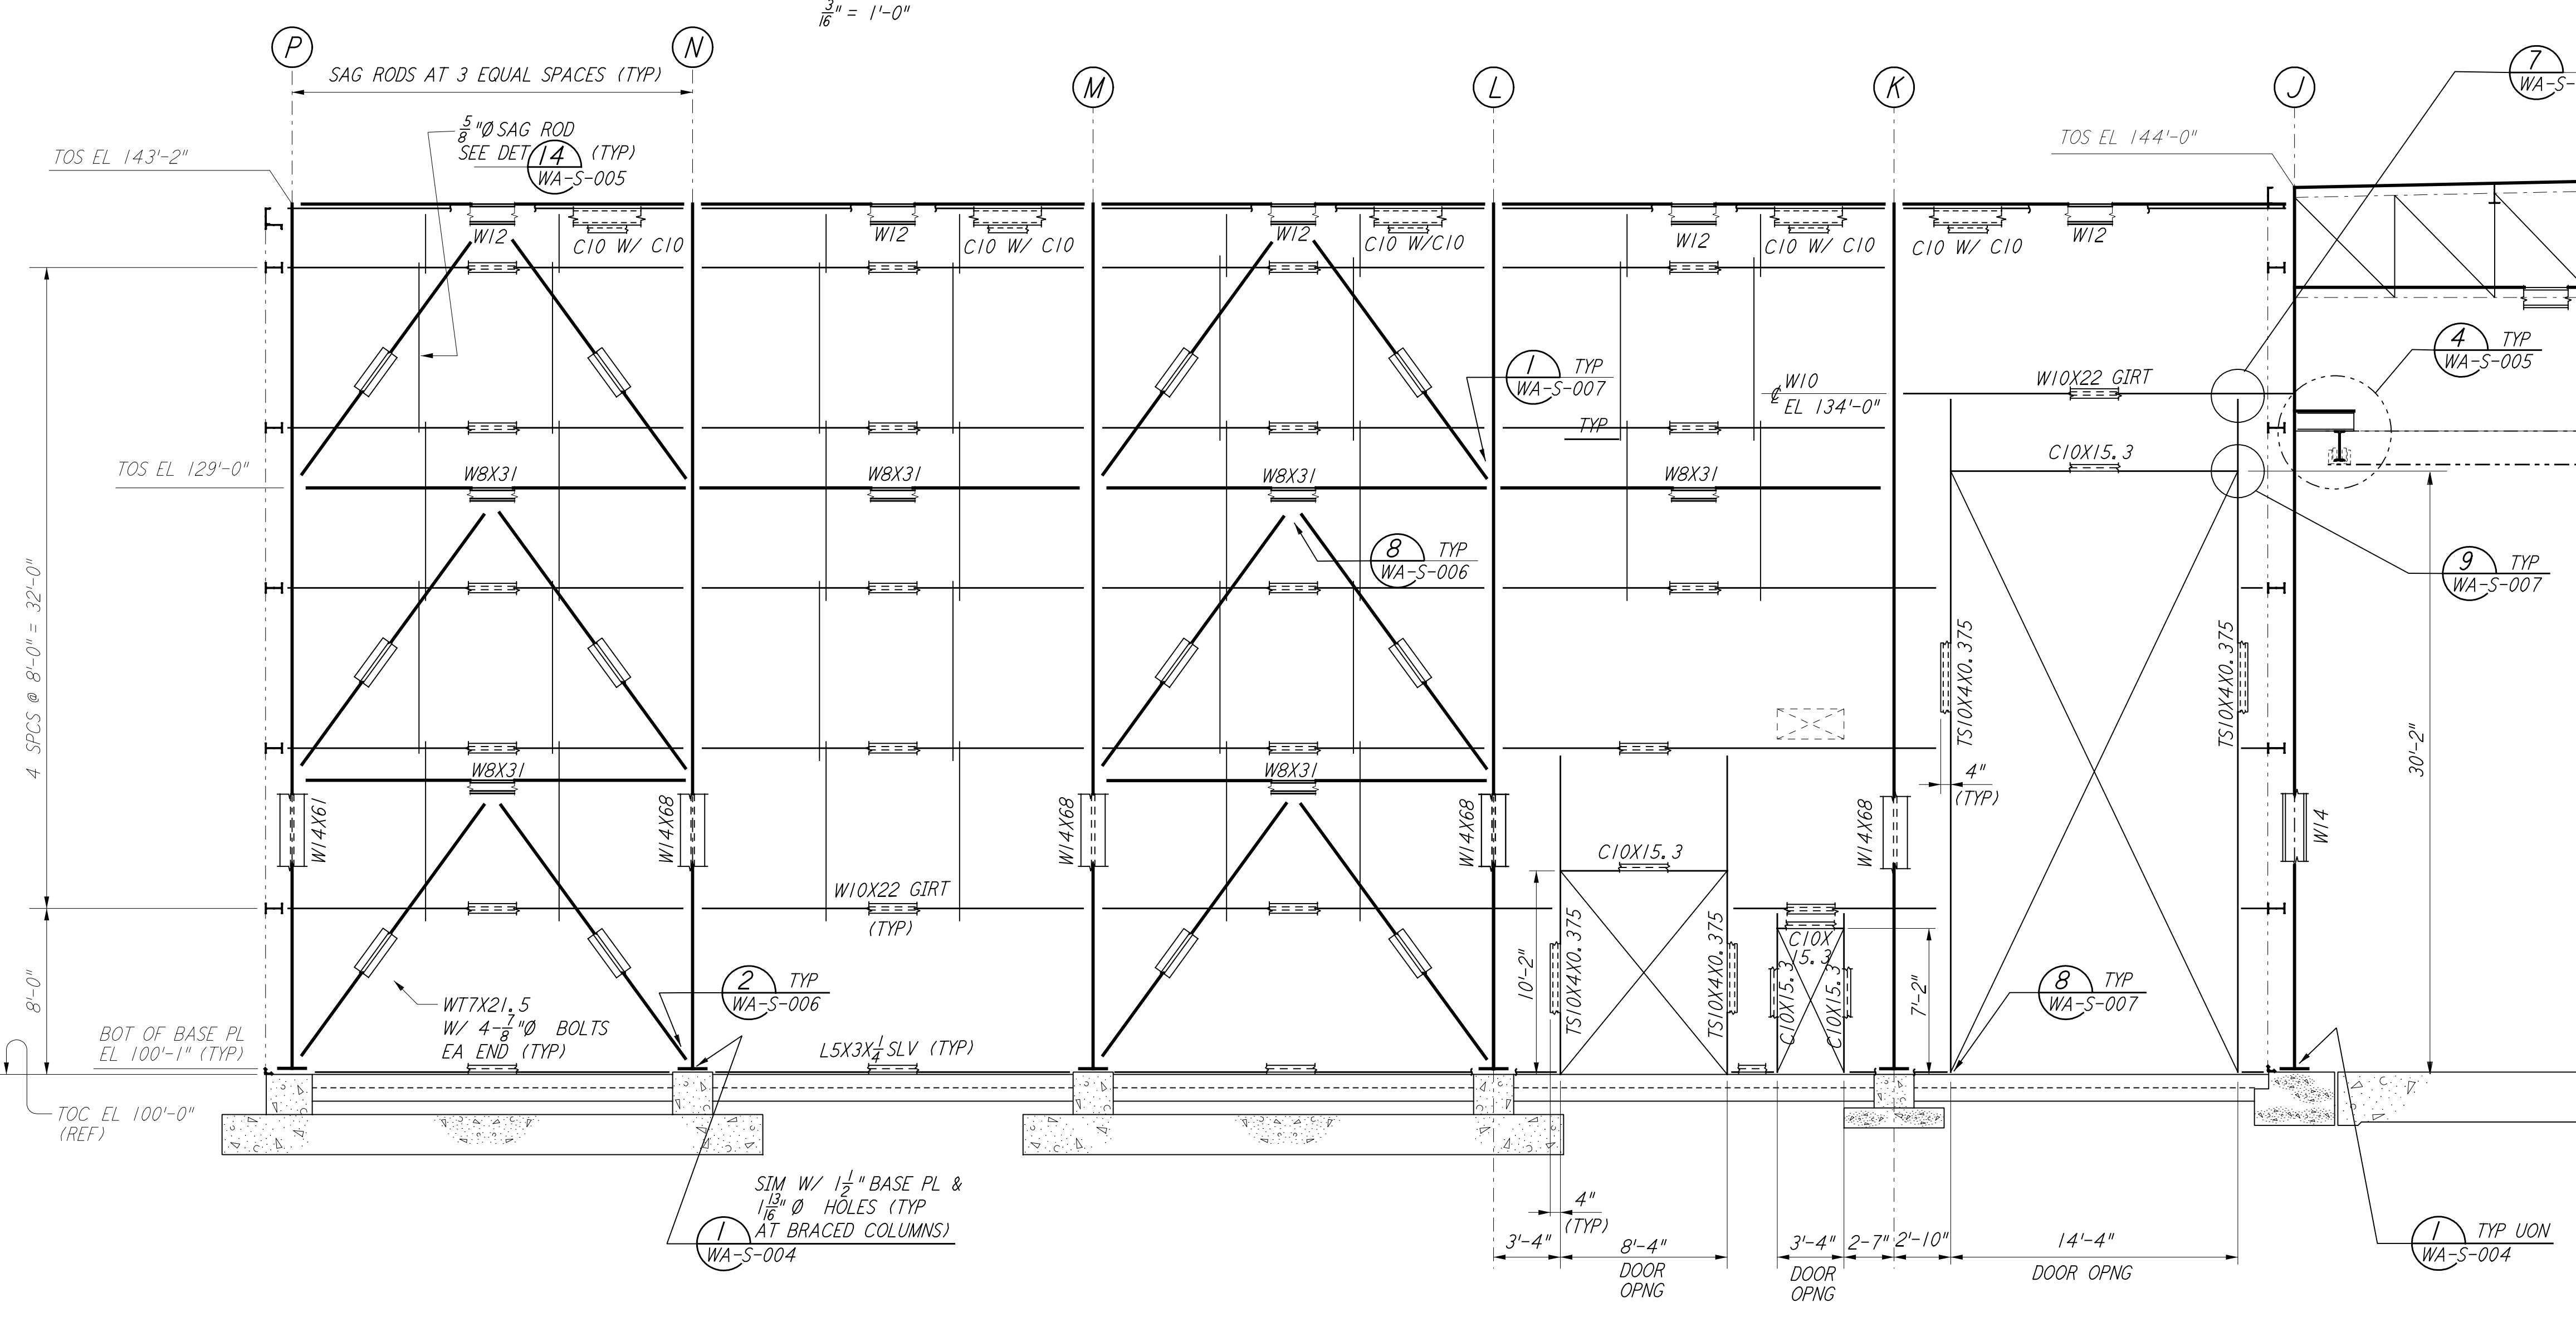 3/16" = 1'-0"
P
N
M
L
K
J
7
WA-S-
SAG RODS AT 3 EQUAL SPACES (TYP)
5/8"Ø SAG ROD
SEE DET 14 (TYP)
WA-S-005
TOS EL 143'-2"
TOS EL 144'-0"
W12
C10 W/ C10
W12
C10 W/ C10
W12
C10 W/C10
W12
C10 W/ C10
C10 W/ C10
W12
1 TYP
WA-S-007
TYP
℄ W10
EL 134'-0"
W10X22 GIRT
4 TYP
WA-S-005
C10X15.3
TOS EL 129'-0"
W8X31
W8X31
W8X31
W8X31
8 TYP
WA-S-006
9 TYP
WA-S-007
4 SPCS @ 8'-0" = 32'-0"
TS10X4X0.375
TS10X4X0.375
30'-2"
4"
(TYP)
W8X31
W8X31
W14X61
W14X68
W14X68
W14X68
W14X68
W14
C10X15.3
W10X22 GIRT
(TYP)
8'-0"
10'-2"
TS10X4X0.375
TS10X4X0.375
C10X
15.3
C10X15.3
C10X15.3
7'-2"
2 TYP
WA-S-006
8 TYP
WA-S-007
WT7X21.5
W/ 4-7/8"Ø BOLTS
EA END (TYP)
BOT OF BASE PL
EL 100'-1" (TYP)
L5X3X1/4 SLV (TYP)
TOC EL 100'-0"
(REF)
SIM W/ 1 1/2" BASE PL &
1 13/16" Ø HOLES (TYP
AT BRACED COLUMNS)
1
WA-S-004
4"
(TYP)
3'-4"
8'-4"
DOOR
OPNG
3'-4"
DOOR
OPNG
2-7"
2'-10"
14'-4"
DOOR OPNG
1 TYP UON
WA-S-004